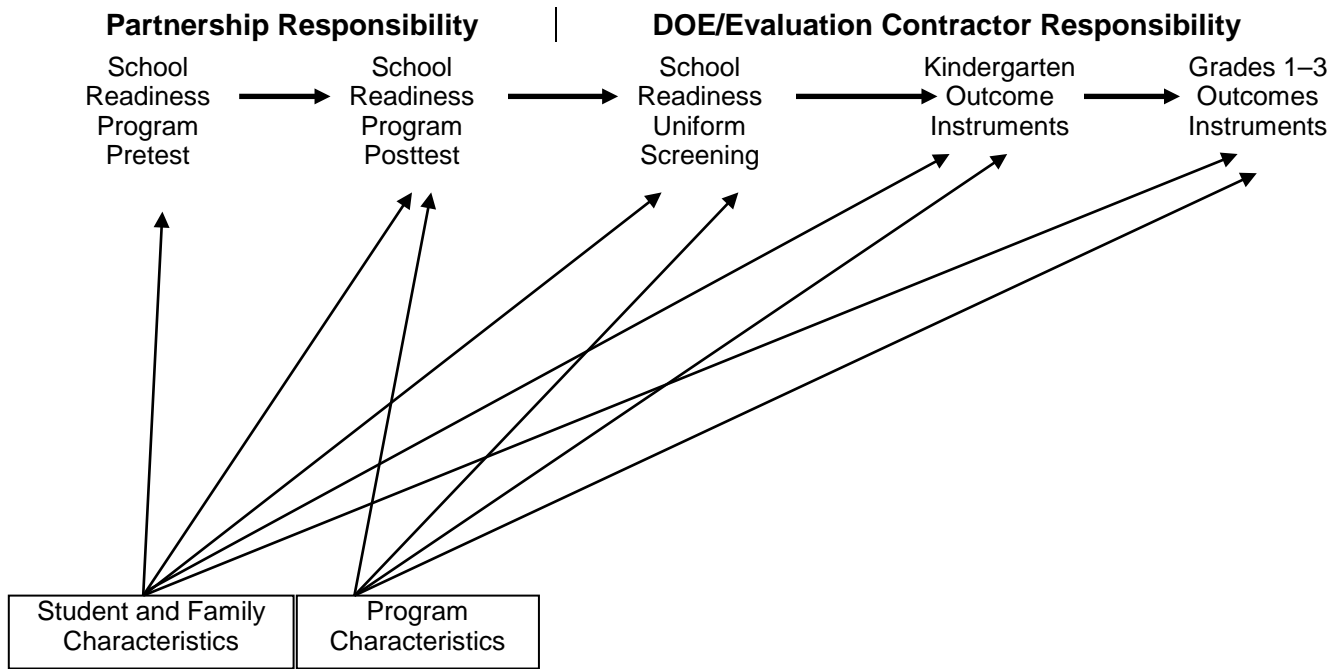 Partnership Responsibility
DOE/Evaluation Contractor Responsibility
School
Readiness
Program
Pretest
School
Readiness
Program
Posttest
School
Readiness
Uniform
Screening
Kindergarten
Outcome
Instruments
Grades 1–3
Outcomes
Instruments
Student and Family
Characteristics
Program
Characteristics